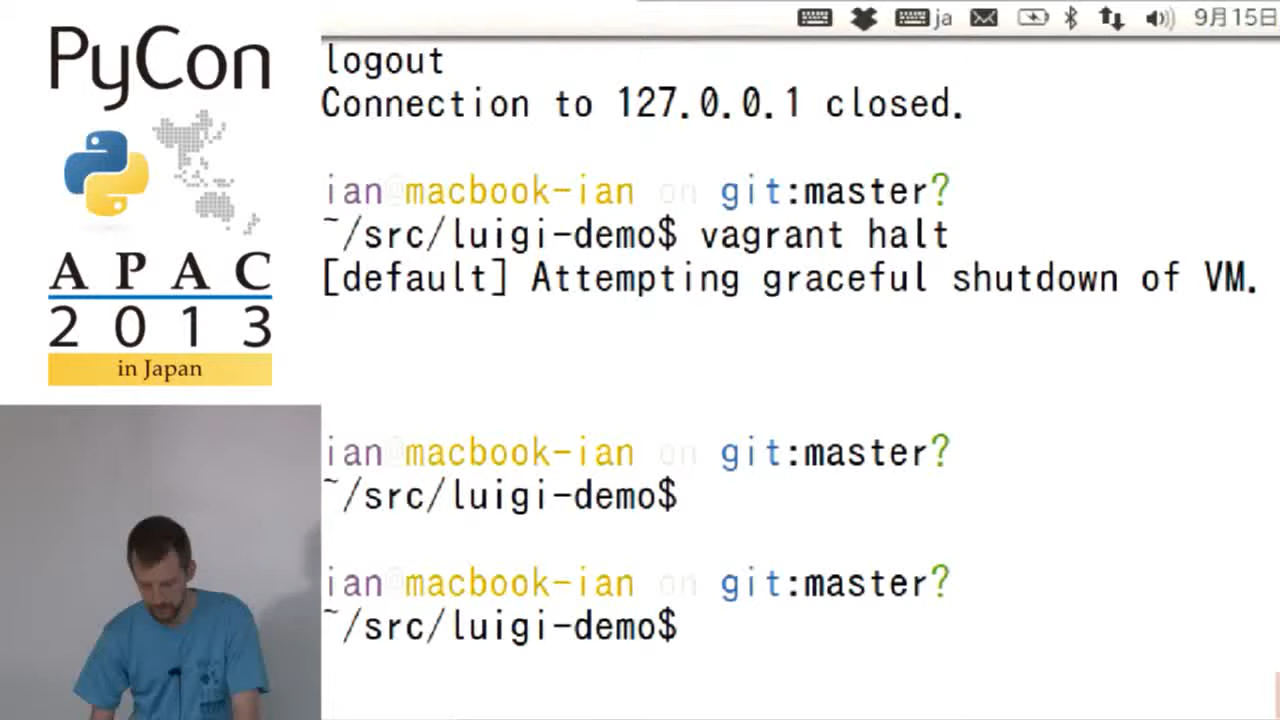 PyCon
APAC
2013
in Japan
ja
9月15日
logout
Connection to 127.0.0.1 closed.
ian@macbook-ian on git:master?
~/src/luigi-demo$ vagrant halt
[default] Attempting graceful shutdown of VM.
ian@macbook-ian on git:master?
~/src/luigi-demo$
ian@macbook-ian on git:master?
~/src/luigi-demo$